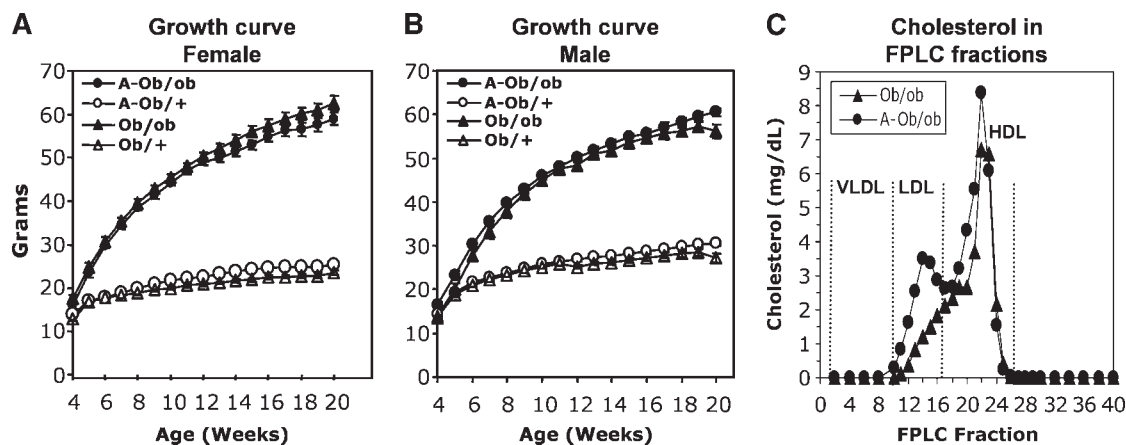 A
Growth curve
Female
A-Ob/ob
A-Ob/+
Ob/ob
Ob/+
Grams
70
60
50
40
30
20
10
0
4 6 8 10 12 14 16 18 20
Age (Weeks)
B
Growth curve
Male
A-Ob/ob
A-Ob/+
Ob/ob
Ob/+
70
60
50
40
30
20
10
0
4 6 8 10 12 14 16 18 20
Age (Weeks)
C
Cholesterol in
FPLC fractions
Ob/ob
A-Ob/ob
VLDL LDL HDL
Cholesterol (mg/dL)
9
8
7
6
5
4
3
2
1
0
0 4 8 12 16 20 24 28 32 36 40
FPLC Fraction